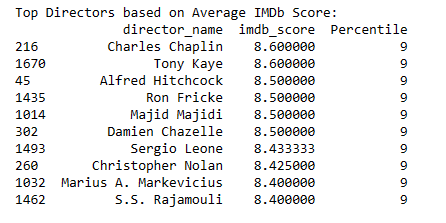 Top Directors based on Average IMDb Score:
director_name imdb_score Percentile
216 Charles Chaplin 8.600000 9
1670 Tony Kaye 8.600000 9
45 Alfred Hitchcock 8.500000 9
1435 Ron Fricke 8.500000 9
1014 Majid Majidi 8.500000 9
302 Damien Chazelle 8.500000 9
1493 Sergio Leone 8.433333 9
260 Christopher Nolan 8.425000 9
1032 Marius A. Markevicius 8.400000 9
1462 S.S. Rajamouli 8.400000 9